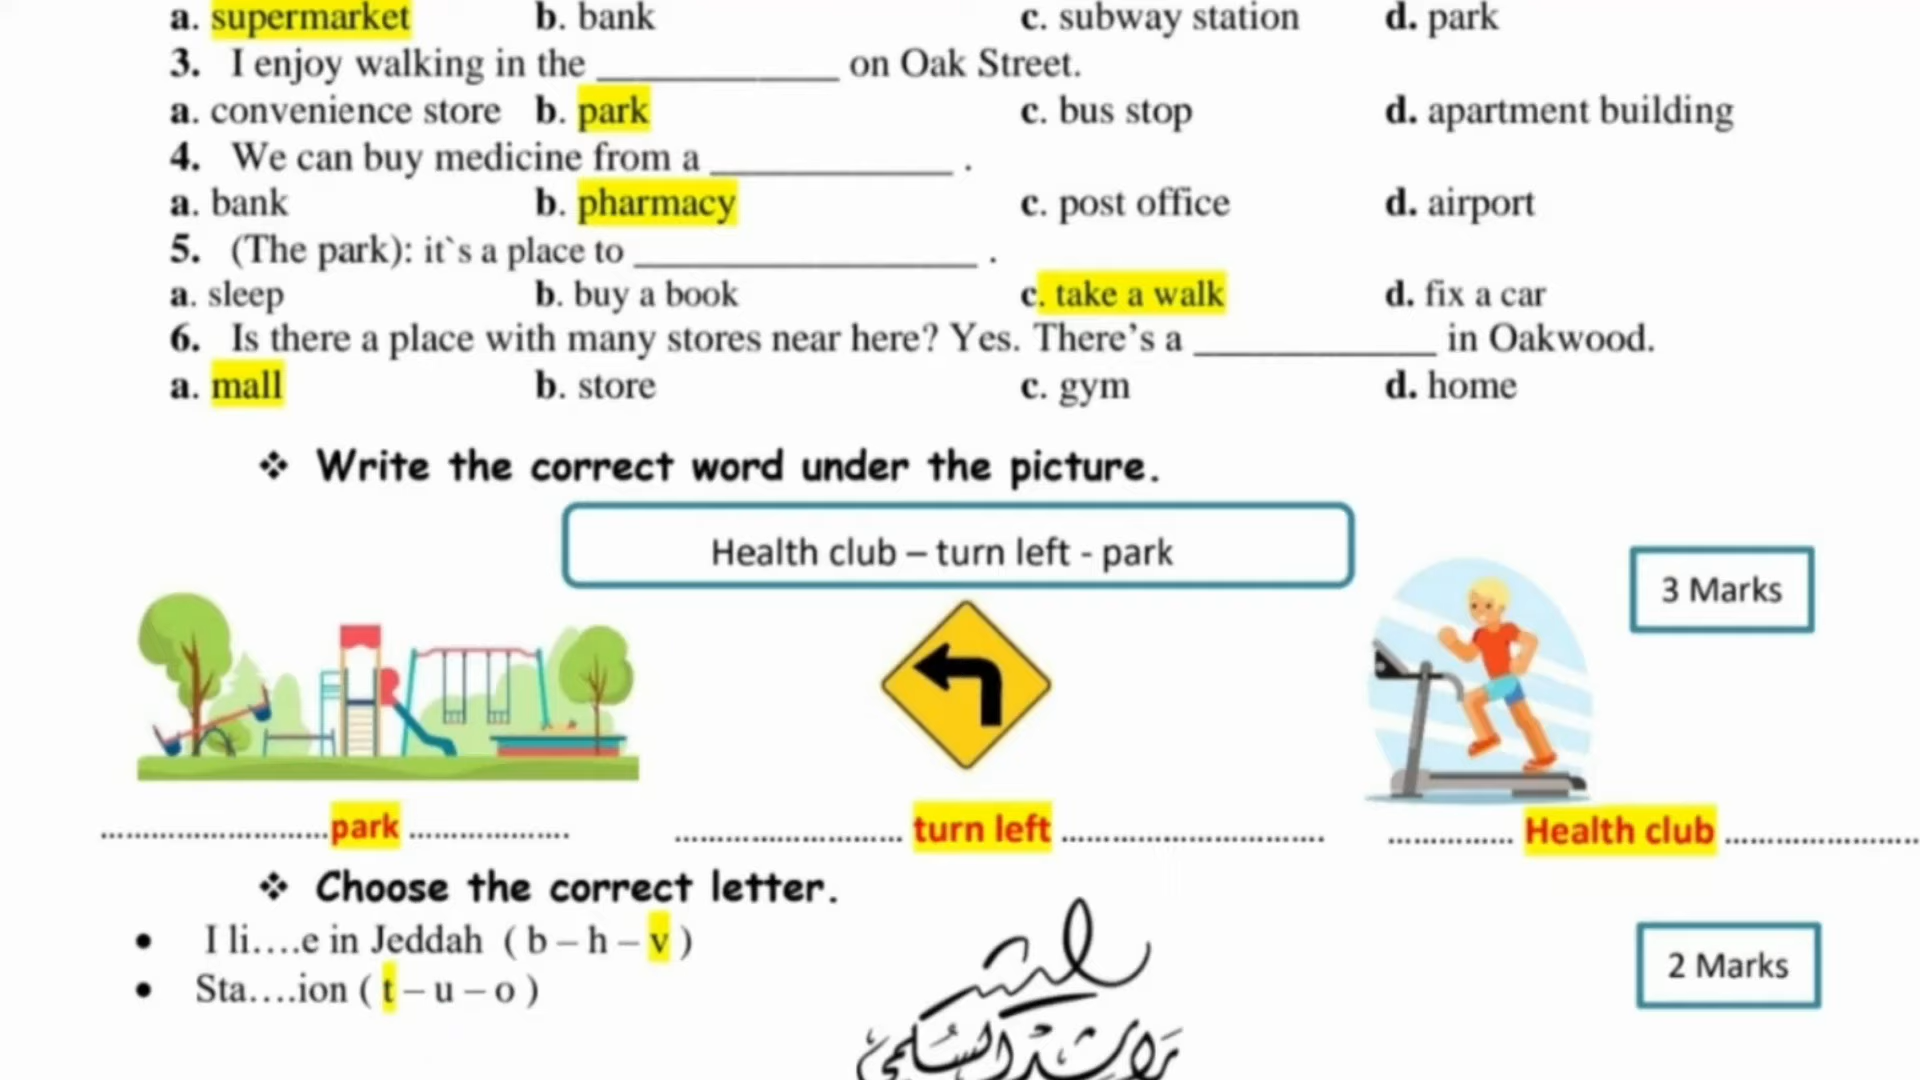 a. supermarket b. bank c. subway station d. park
3. I enjoy walking in the ____________ on Oak Street.
a. convenience store b. park c. bus stop d. apartment building
4. We can buy medicine from a ____________ .
a. bank b. pharmacy c. post office d. airport
5. (The park): it`s a place to _________________ .
a. sleep b. buy a book c. take a walk d. fix a car
6. Is there a place with many stores near here? Yes. There’s a ____________ in Oakwood.
a. mall b. store c. gym d. home
❖ Write the correct word under the picture.
Health club – turn left - park
3 Marks
...........................park ................... ........................... turn left ............................... ............... Health club .......................
❖ Choose the correct letter.
• I li….e in Jeddah ( b – h – v )
• Sta….ion ( t – u – o )
2 Marks
راشد السلمي